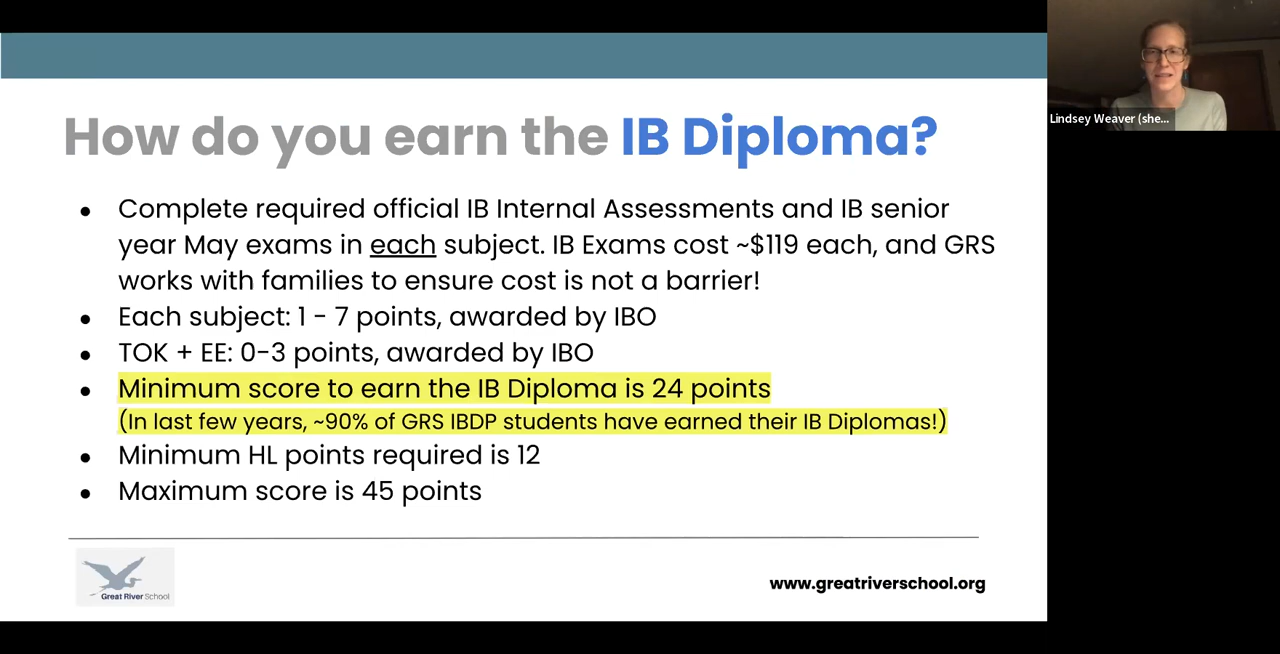 How do you earn the IB Diploma?
● Complete required official IB Internal Assessments and IB senior
year May exams in each subject. IB Exams cost ~$119 each, and GRS
works with families to ensure cost is not a barrier!
● Each subject: 1 - 7 points, awarded by IBO
● TOK + EE: 0-3 points, awarded by IBO
● Minimum score to earn the IB Diploma is 24 points
(In last few years, ~90% of GRS IBDP students have earned their IB Diplomas!)
● Minimum HL points required is 12
● Maximum score is 45 points
Great River School
www.greatriverschool.org
Lindsey Weaver (she...